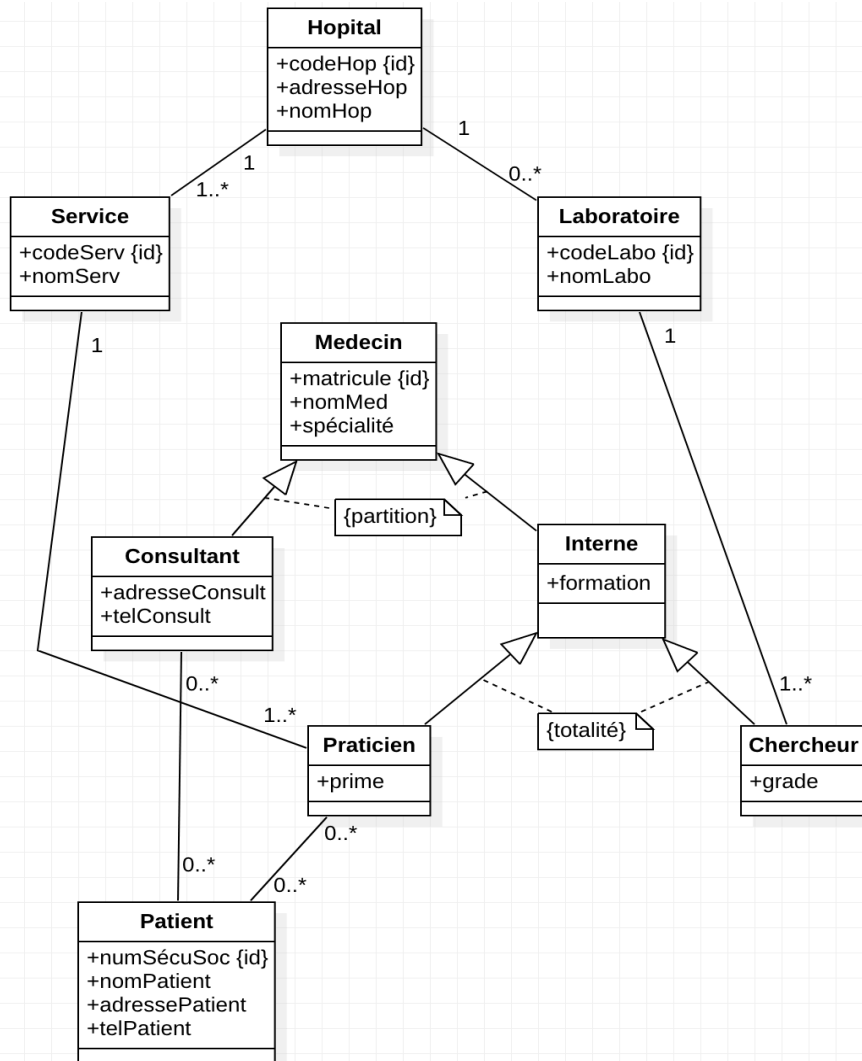 Hopital
+codeHop {id}
+adresseHop
+nomHop
1
1
1..*
0..*
Service
+codeServ {id}
+nomServ
Laboratoire
+codeLabo {id}
+nomLabo
1
1
Medecin
+matricule {id}
+nomMed
+spécialité
{partition}
Consultant
+adresseConsult
+telConsult
Interne
+formation
0..*
1..*
1..*
{totalité}
Praticien
+prime
Chercheur
+grade
0..*
0..*
0..*
Patient
+numSécuSoc {id}
+nomPatient
+adressePatient
+telPatient